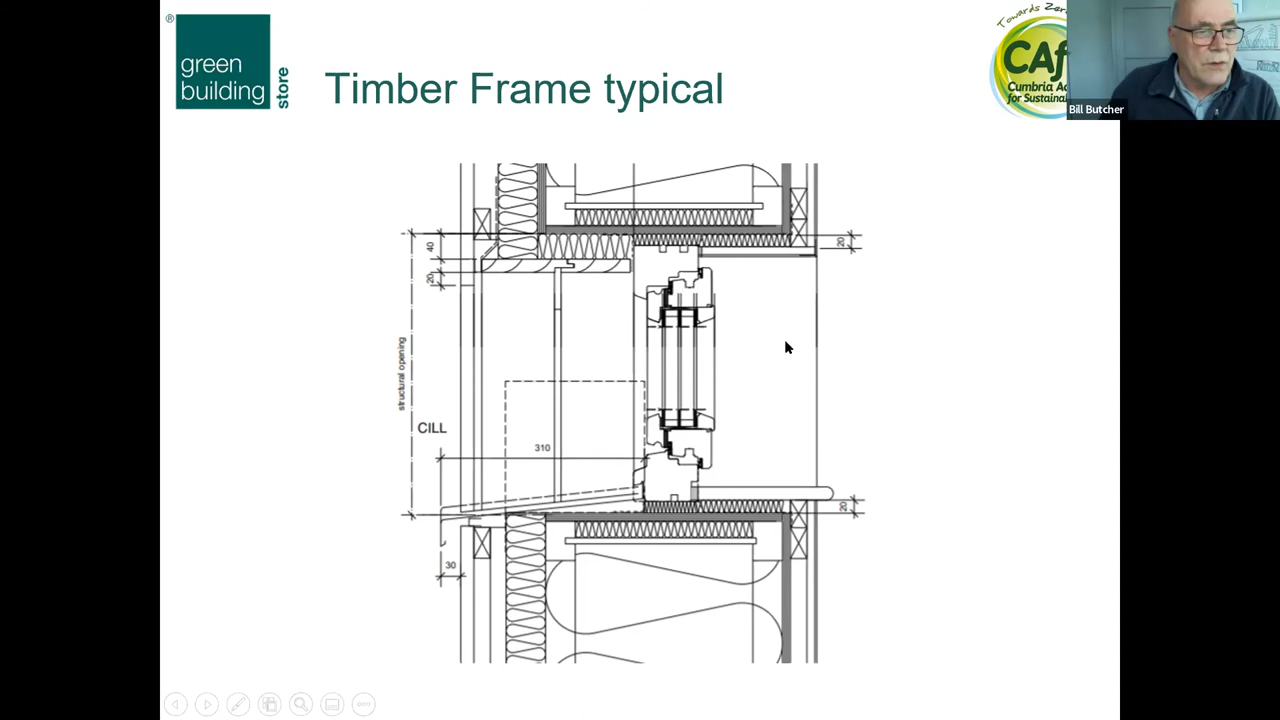 ®
green
building
store
Timber Frame typical
Towards Zer
CAf
Cumbria Ac
for Sustaina
Bill Butcher
20
40
20
structural opening
CILL
310
20
30